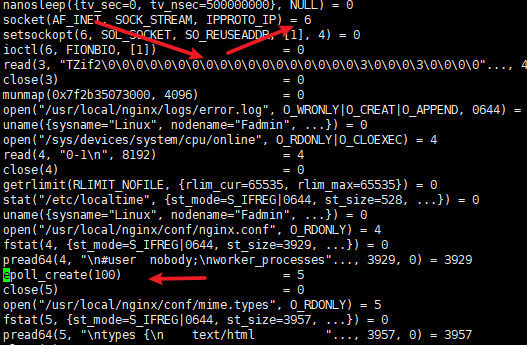 nanosleep({tv_sec=0, tv_nsec=500000000}, NULL) = 0
socket(AF_INET, SOCK_STREAM, IPPROTO_IP) = 6
setsockopt(6, SOL_SOCKET, SO_REUSEADDR, [1], 4) = 0
ioctl(6, FIONBIO, [1]) = 0
read(3, "TZif2\0\0\0\0\0\0\0\0\0\0\0\0\0\0\0\0\0\0\3\0\0\0\3\0\0\0\0"..., 4
close(3) = 0
munmap(0x7f2b35073000, 4096) = 0
open("/usr/local/nginx/logs/error.log", O_WRONLY|O_CREAT|O_APPEND, 0644) =
uname({sysname="Linux", nodename="Fadmin", ...}) = 0
open("/sys/devices/system/cpu/online", O_RDONLY|O_CLOEXEC) = 4
read(4, "0-1\n", 8192) = 4
close(4) = 0
getrlimit(RLIMIT_NOFILE, {rlim_cur=65535, rlim_max=65535}) = 0
stat("/etc/localtime", {st_mode=S_IFREG|0644, st_size=528, ...}) = 0
uname({sysname="Linux", nodename="Fadmin", ...}) = 0
open("/usr/local/nginx/conf/nginx.conf", O_RDONLY) = 4
fstat(4, {st_mode=S_IFREG|0644, st_size=3929, ...}) = 0
pread64(4, "\n#user  nobody;\nworker_processes"..., 3929, 0) = 3929
epoll_create(100) = 5
close(5) = 0
open("/usr/local/nginx/conf/mime.types", O_RDONLY) = 5
fstat(5, {st_mode=S_IFREG|0644, st_size=3957, ...}) = 0
pread64(5, "\ntypes {\n    text/html            "..., 3957, 0) = 3957